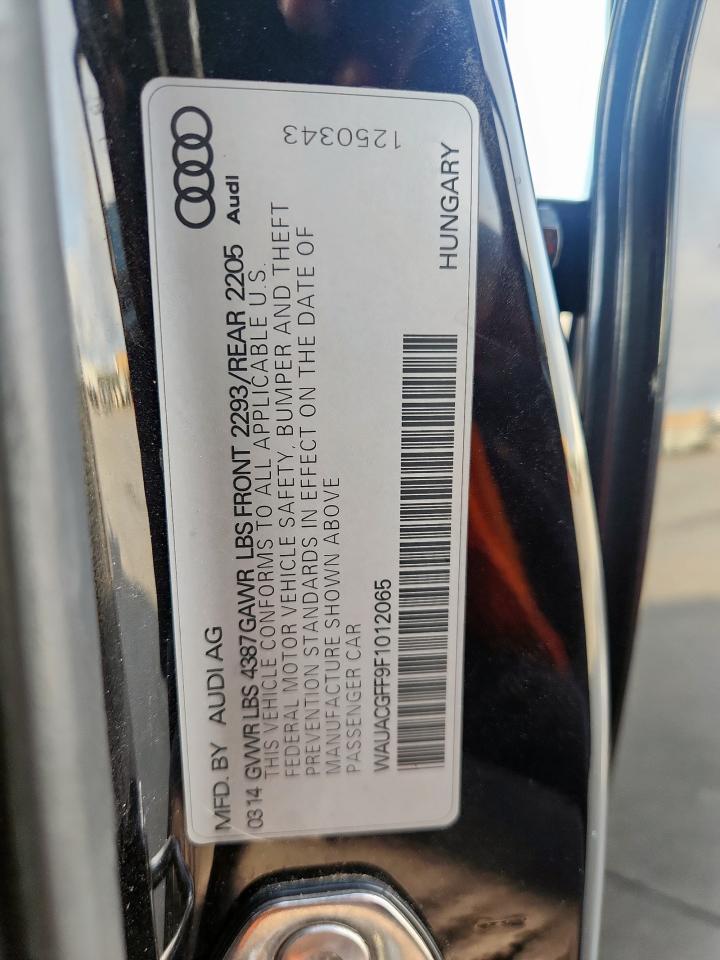 MFD. BY AUDI AG
Audi
0314 GVWR LBS 4387 GAWR LBS FRONT 2293/REAR 2205
THIS VEHICLE CONFORMS TO ALL APPLICABLE U.S.
FEDERAL MOTOR VEHICLE SAFETY, BUMPER AND THEFT
PREVENTION STANDARDS IN EFFECT ON THE DATE OF
MANUFACTURE SHOWN ABOVE
PASSENGER CAR
1250343
WAUACGFF9F1012065
HUNGARY